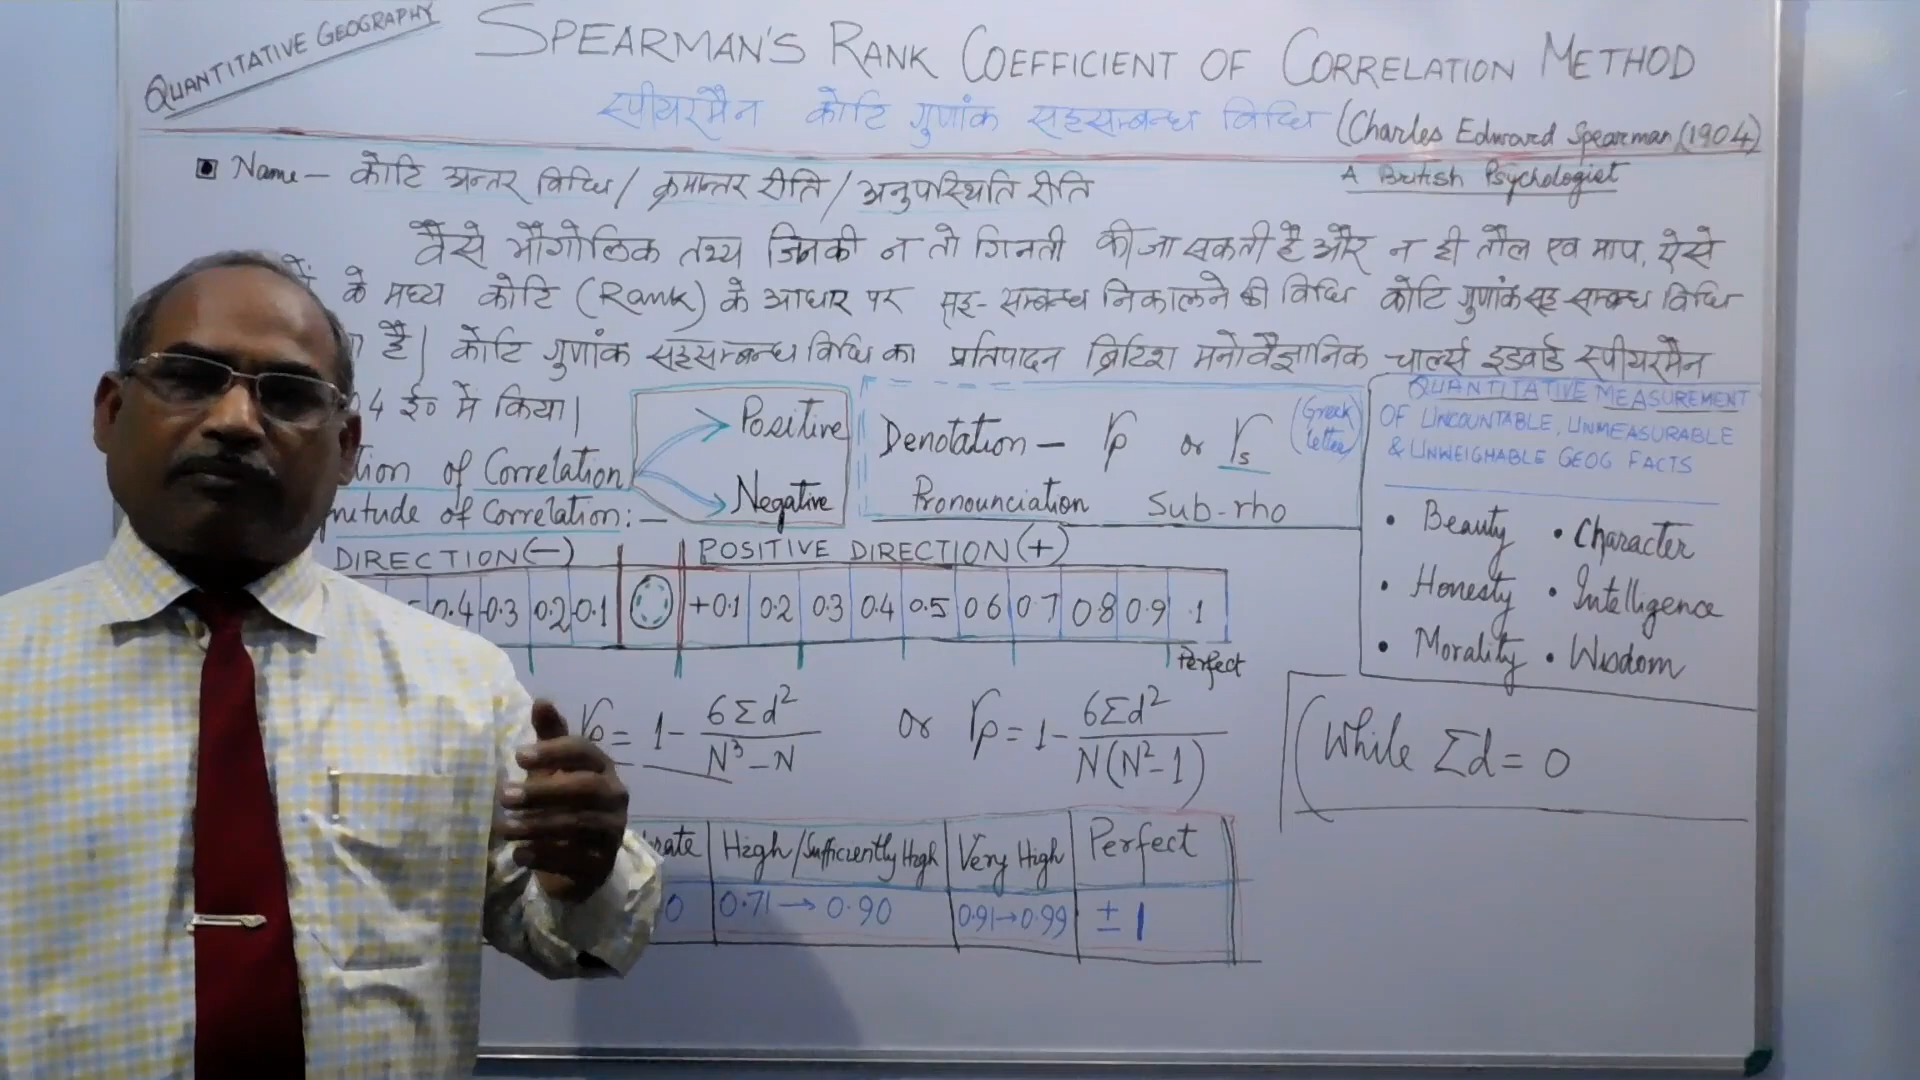 QUANTITATIVE GEOGRAPHY
SPEARMAN'S RANK COEFFICIENT OF CORRELATION METHOD
स्पीयरमैन कोटि गुणांक सहसम्बन्ध विधि (Charles Edward Spearman (1904)
A British Psychologist
Name – कोटि अन्तर विधि / क्रमान्तर रीति / अनुपस्थिति रीति
वैसे भौगोलिक तथ्य जिनकी न तो गिनती की जा सकती है और न ही तौल एवं माप, ऐसे
के मध्य कोटि (Rank) के आधार पर सह-सम्बन्ध निकालने की विधि कोटि गुणांक सह सम्बन्ध विधि
है| कोटि गुणांक सहसम्बन्ध विधि का प्रतिपादन ब्रिटिश मनोवैज्ञानिक चार्ल्स इडवार्ड स्पीयरमैन
04 ई० में किया|
tion of Correlation
Positive
Negative
Denotation – rρ or rs (Greek letter)
Pronounciation Sub-rho
QUANTITATIVE MEASUREMENT
OF UNCOUNTABLE, UNMEASURABLE
& UNWEIGHABLE GEOG FACTS
• Beauty • Character
• Honesty • Intelligence
• Morality • Wisdom
nitude of Correlation:–
DIRECTION(–) POSITIVE DIRECTION(+)
0.4 -0.3 0.2 -0.1 0 +0.1 0.2 0.3 0.4 0.5 0.6 0.7 0.8 0.9 .1
Perfect
rρ = 1 - 6Σd²/N³-N or rρ = 1 - 6Σd²/N(N²-1)
(While Σd = 0
rate High/Sufficiently High Very High Perfect
0 0.71→0.90 0.91→0.99 ±1